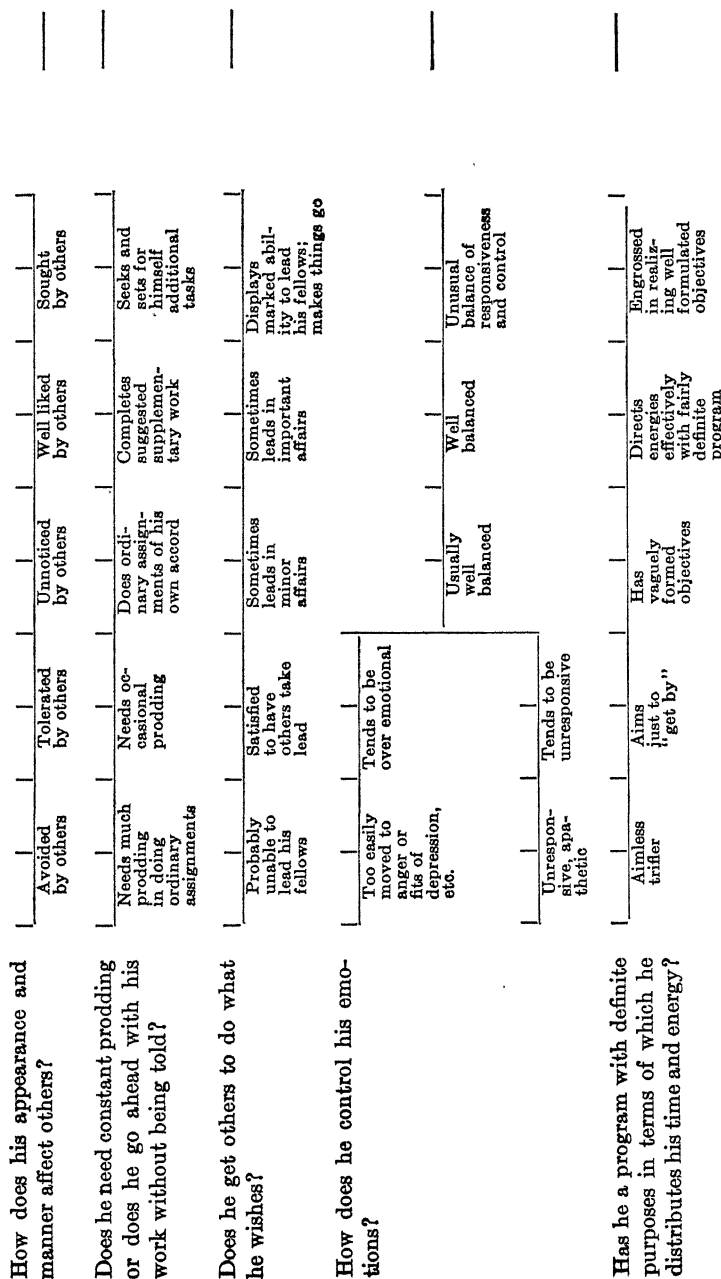 How does his appearance and
manner affect others?
Avoided
by others
Tolerated
by others
Unnoticed
by others
Well liked
by others
Sought
by others
Does he need constant prodding
or does he go ahead with his
work without being told?
Needs much
prodding
in doing
ordinary
assignments
Needs oc-
casional
prodding
Does ordi-
nary assign-
ments of his
own accord
Completes
suggested
supplemen-
tary work
Seeks and
sets for
himself
additional
tasks
Does he get others to do what
he wishes?
Probably
unable to
lead his
fellows
Satisfied
to have
others take
lead
Sometimes
leads in
minor
affairs
Sometimes
leads in
important
affairs
Displays
marked abil-
ity to lead
his fellows;
makes things go
How does he control his emo-
tions?
Too easily
moved to
anger or
fits of
depression,
etc.
Tends to be
over emotional
Unrespon-
sive, apa-
thetic
Tends to be
unresponsive
Usually
well
balanced
Well
balanced
Unusual
balance of
responsiveness
and control
Has he a program with definite
purposes in terms of which he
distributes his time and energy?
Aimless
trifler
Aims
just to
"get by"
Has
vaguely
formed
objectives
Directs
energies
effectively
with fairly
definite
program
Engrossed
in realiz-
ing well
formulated
objectives